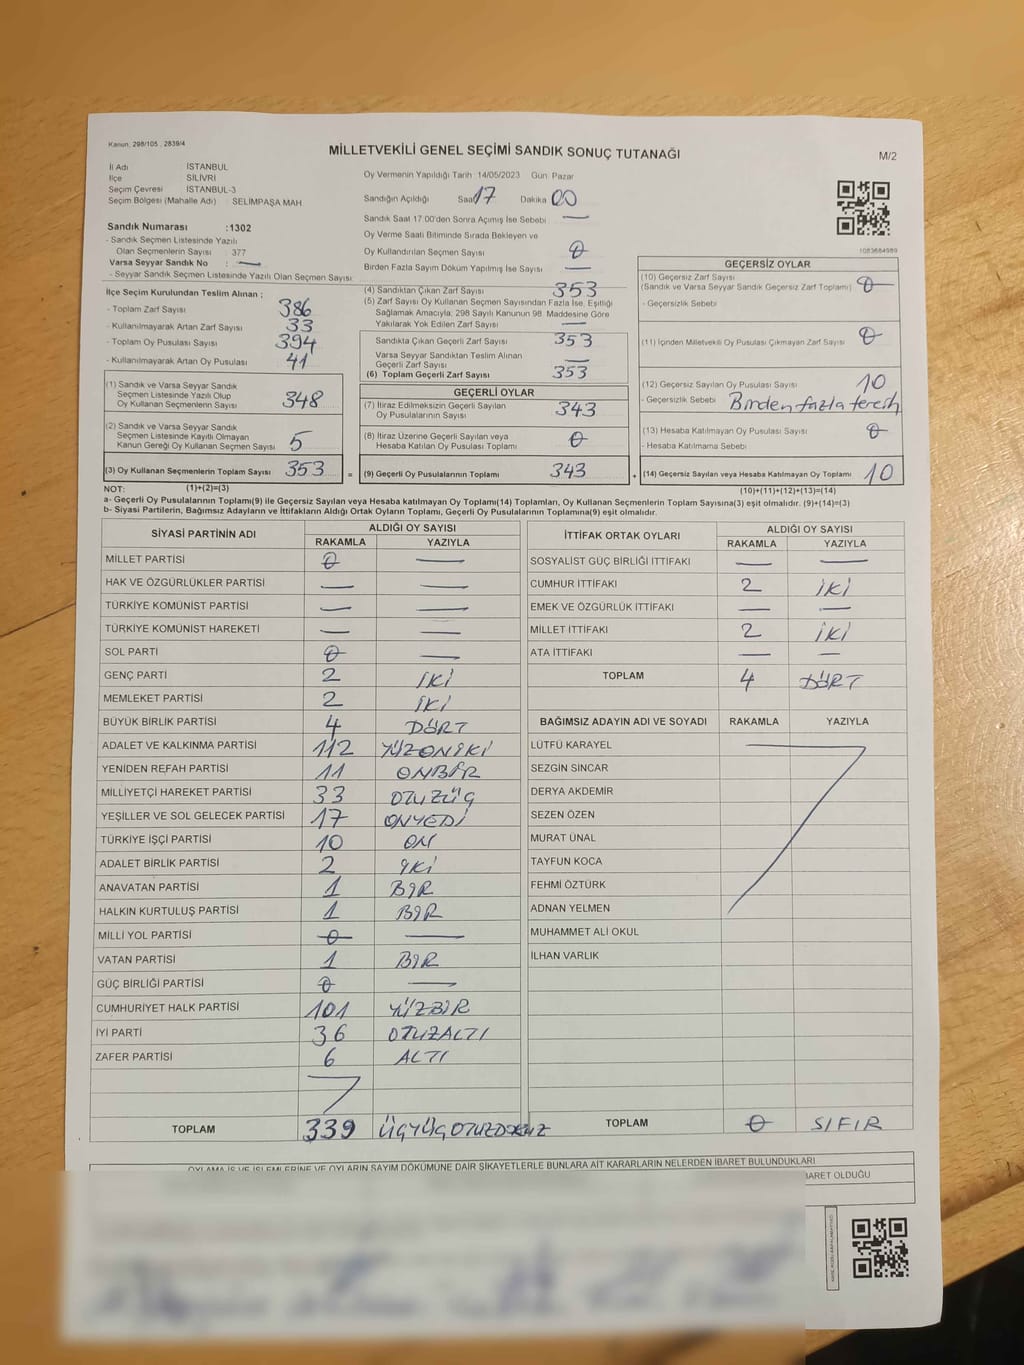 Kanun, 298/105 , 2839/4
MİLLETVEKİLİ GENEL SEÇİMİ SANDIK SONUÇ TUTANAĞI
M/2
İl Adı İSTANBUL
İlçe SİLİVRİ
Seçim Çevresi İSTANBUL-3
Seçim Bölgesi (Mahalle Adı) : SELİMPAŞA MAH
Sandık Numarası :1302
- Sandık Seçmen Listesinde Yazılı
Olan Seçmenlerin Sayısı : 377
Varsa Seyyar Sandık No : —
- Seyyar Sandık Seçmen Listesinde Yazılı Olan Seçmen Sayısı:
İlçe Seçim Kurulundan Teslim Alınan ;
- Toplam Zarf Sayısı 386
- Kullanılmayarak Artan Zarf Sayısı 33
- Toplam Oy Pusulası Sayısı 394
- Kullanılmayarak Artan Oy Pusulası 41
(1) Sandık ve Varsa Seyyar Sandık
Seçmen Listesinde Yazılı Olup
Oy Kullanan Seçmenlerin Sayısı 348
(2) Sandık ve Varsa Seyyar Sandık
Seçmen Listesinde Kayıtlı Olmayan
Kanun Gereği Oy Kullanan Seçmen Sayısı 5
(3) Oy Kullanan Seçmenlerin Toplam Sayısı 353 =
Oy Vermenin Yapıldığı Tarih :14/05/2023 Gün: Pazar
Sandığın Açıldığı Saat 17 Dakika 00
Sandık Saat 17:00'den Sonra Açılmış İse Sebebi —
Oy Verme Saati Bitiminde Sırada Bekleyen ve
Oy Kullandırılan Seçmen Sayısı 0
Birden Fazla Sayım Döküm Yapılmış İse Sayısı —
(4) Sandıktan Çıkan Zarf Sayısı 353
(5) Zarf Sayısı Oy Kullanan Seçmen Sayısından Fazla İse, Eşitliği
Sağlamak Amacıyla, 298 Sayılı Kanunun 98. Maddesine Göre
Yakılarak Yok Edilen Zarf Sayısı —
Sandıkta Çıkan Geçerli Zarf Sayısı 353
Varsa Seyyar Sandıktan Teslim Alınan
Geçerli Zarf Sayısı —
(6) Toplam Geçerli Zarf Sayısı 353
GEÇERLİ OYLAR
(7) İtiraz Edilmeksizin Geçerli Sayılan
Oy Pusulalarının Sayısı 343
(8) İtiraz Üzerine Geçerli Sayılan veya
Hesaba Katılan Oy Pusulası Sayısı 0
(9) Geçerli Oy Pusulalarının Toplamı 343 +
1083684989
GEÇERSİZ OYLAR
(10) Geçersiz Zarf Sayısı
(Sandık ve Varsa Seyyar Sandık Geçersiz Zarf Toplamı) 0
- Geçersizlik Sebebi
(11) İçinden Milletvekili Oy Pusulası Çıkmayan Zarf Sayısı 0
(12) Geçersiz Sayılan Oy Pusulası Sayısı 10
- Geçersizlik Sebebi Birden fazla tercih
(13) Hesaba Katılmayan Oy Pusulası Sayısı 0
- Hesaba Katılmama Sebebi
(14) Geçersiz Sayılan veya Hesaba Katılmayan Oy Toplamı 10
NOT: (1)+(2)=(3) (10)+(11)+(12)+(13)=(14)
a- Geçerli Oy Pusulalarının Toplamı(9) ile Geçersiz Sayılan veya Hesaba Katılmayan Oy Toplamı(14) Toplamları, Oy Kullanan Seçmenlerin Toplam Sayısına(3) eşit olmalıdır. (9)+(14)=(3)
b- Siyasi Partilerin, Bağımsız Adayların ve İttifakların Aldığı Ortak Oyların Toplamı, Geçerli Oy Pusulalarının Toplamına(9) eşit olmalıdır.
SİYASİ PARTİNİN ADI ALDIĞI OY SAYISI
RAKAMLA YAZIYLA
MİLLET PARTİSİ 0 —
HAK VE ÖZGÜRLÜKLER PARTİSİ — —
TÜRKİYE KOMÜNİST PARTİSİ — —
TÜRKİYE KOMÜNİST HAREKETİ — —
SOL PARTİ 0 —
GENÇ PARTİ 2 İKİ
MEMLEKET PARTİSİ 2 İKİ
BÜYÜK BİRLİK PARTİSİ 4 DÖRT
ADALET VE KALKINMA PARTİSİ 112 YÜZONİKİ
YENİDEN REFAH PARTİSİ 11 ONBİR
MİLLİYETÇİ HAREKET PARTİSİ 33 OTUZÜÇ
YEŞİLLER VE SOL GELECEK PARTİSİ 17 ONYEDİ
TÜRKİYE İŞÇİ PARTİSİ 10 ON
ADALET BİRLİK PARTİSİ 2 İKİ
ANAVATAN PARTİSİ 1 BİR
HALKIN KURTULUŞ PARTİSİ 1 BİR
MİLLİ YOL PARTİSİ 0 —
VATAN PARTİSİ 1 BİR
GÜÇ BİRLİĞİ PARTİSİ 0 —
CUMHURİYET HALK PARTİSİ 101 YÜZBİR
İYİ PARTİ 36 OTUZALTI
ZAFER PARTİSİ 6 ALTI
TOPLAM 339 ÜÇYÜZOTUZDOKUZ
İTTİFAK ORTAK OYLARI ALDIĞI OY SAYISI
RAKAMLA YAZIYLA
SOSYALİST GÜÇ BİRLİĞİ İTTİFAKI — —
CUMHUR İTTİFAKI 2 İKİ
EMEK VE ÖZGÜRLÜK İTTİFAKI — —
MİLLET İTTİFAKI 2 İKİ
ATA İTTİFAKI — —
TOPLAM 4 DÖRT
BAĞIMSIZ ADAYIN ADI VE SOYADI RAKAMLA YAZIYLA
LÜTFÜ KARAYEL
SEZGİN SINCAR
DERYA AKDEMİR
SEZEN ÖZEN
MURAT ÜNAL
TAYFUN KOCA
FEHMİ ÖZTÜRK
ADNAN YELMEN
MUHAMMET ALİ OKUL
İLHAN VARLIK
TOPLAM 0 SIFIR
OYLAMA İŞ VE İŞLEMLERİNE VE OYLARIN SAYIM DÖKÜMÜNE DAİR ŞİKAYETLERLE BUNLARA AİT KARARLARIN NELERDEN İBARET BULUNDUKLARI
İBARET OLDUĞU